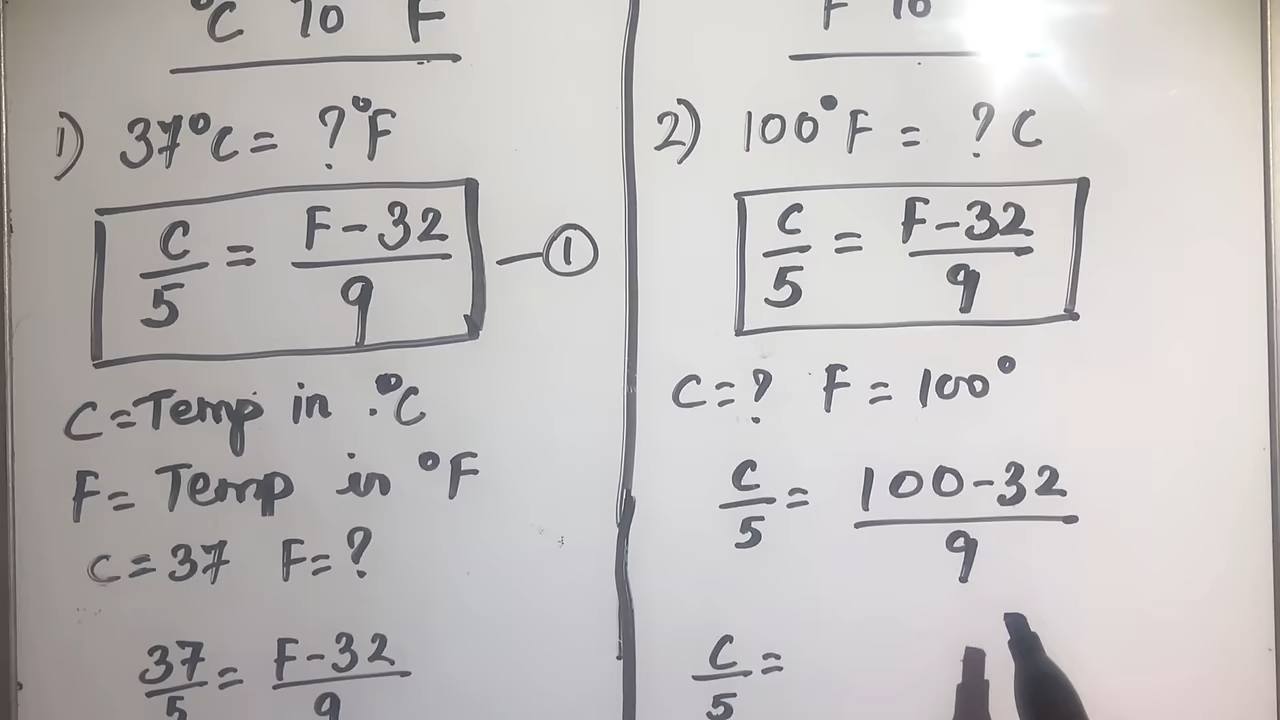 °C To F
1) 37°C = ?°F
C/5 = (F-32)/9 — ①
C=Temp in .°C
F= Temp in °F
C=37 F=?
37/5 = (F-32)/9
F To
2) 100°F = ? C
C/5 = (F-32)/9
C=? F=100°
C/5 = (100-32)/9
C/5 =